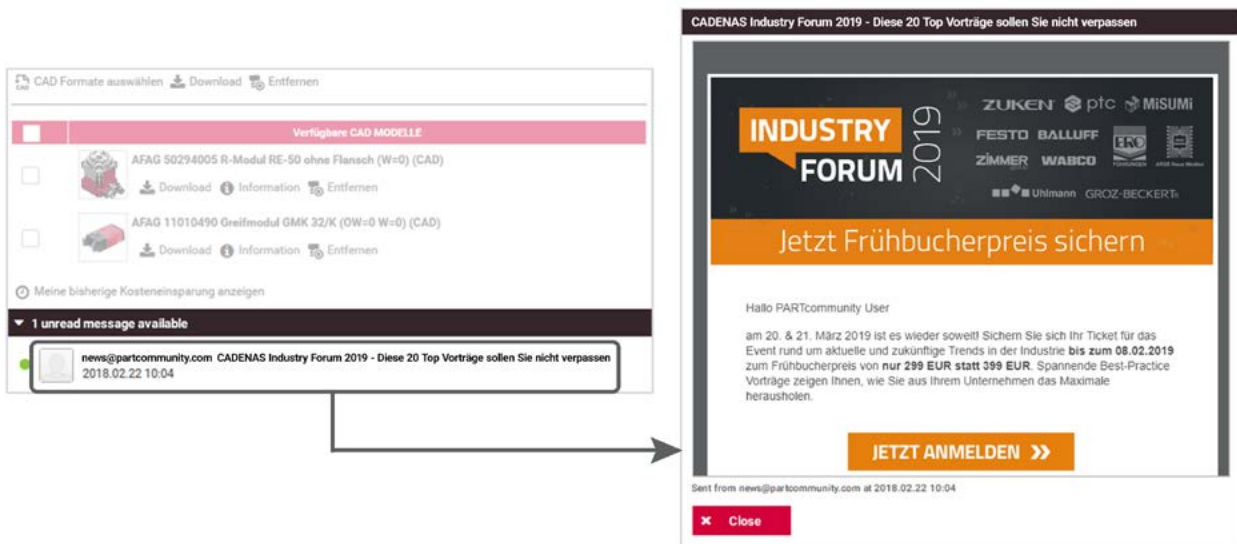 CAD Formate auswählen Download Entfernen
Verfügbare CAD MODELLE
AFAG 50294005 R-Modul RE-50 ohne Flansch (W=0) (CAD)
Download Information Entfernen
AFAG 11010490 Greifmodul GMK 32/K (OW=0 W=0) (CAD)
Download Information Entfernen
Meine bisherige Kosteneinsparung anzeigen
1 unread message available
news@partcommunity.com CADENAS Industry Forum 2019 - Diese 20 Top Vorträge sollen Sie nicht verpassen
2018.02.22 10:04
CADENAS Industry Forum 2019 - Diese 20 Top Vorträge sollen Sie nicht verpassen
INDUSTRY
FORUM
2019
ZUKEN ptc MiSUMi
FESTO BALLUFF
ZIMMER WABCO
Uhlmann GROZ-BECKERT
Jetzt Frühbucherpreis sichern
Hallo PARTcommunity User
am 20. & 21. März 2019 ist es wieder soweit! Sichern Sie sich Ihr Ticket für das
Event rund um aktuelle und zukünftige Trends in der Industrie bis zum 08.02.2019
zum Frühbucherpreis von nur 299 EUR statt 399 EUR. Spannende Best-Practice
Vorträge zeigen Ihnen, wie Sie aus Ihrem Unternehmen das Maximale
herausholen.
JETZT ANMELDEN
Sent from news@partcommunity.com at 2018.02.22 10:04
Close